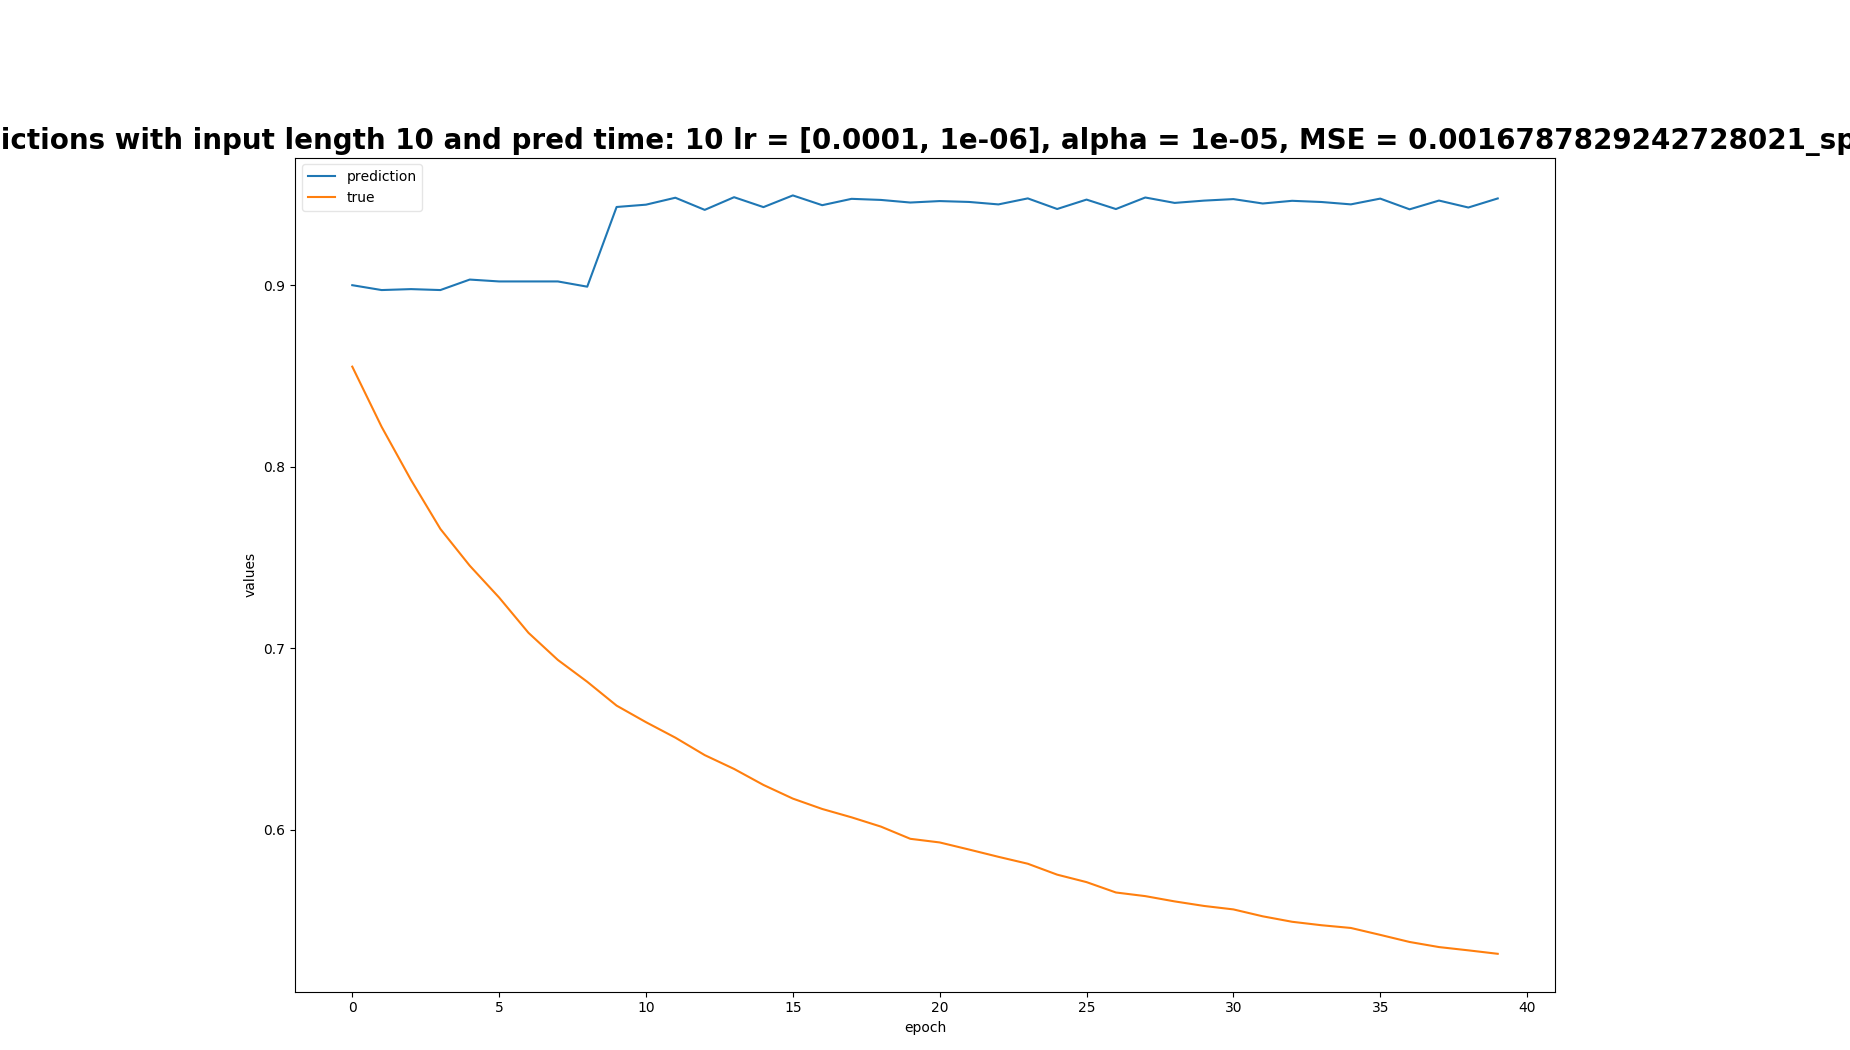 ictions with input length 10 and pred time: 10 lr = [0.0001, 1e-06], alpha = 1e-05, MSE = 0.0016787829242728021_sp
prediction
true
0.9
0.8
0.7
0.6
values
0 5 10 15 20 25 30 35 40
epoch